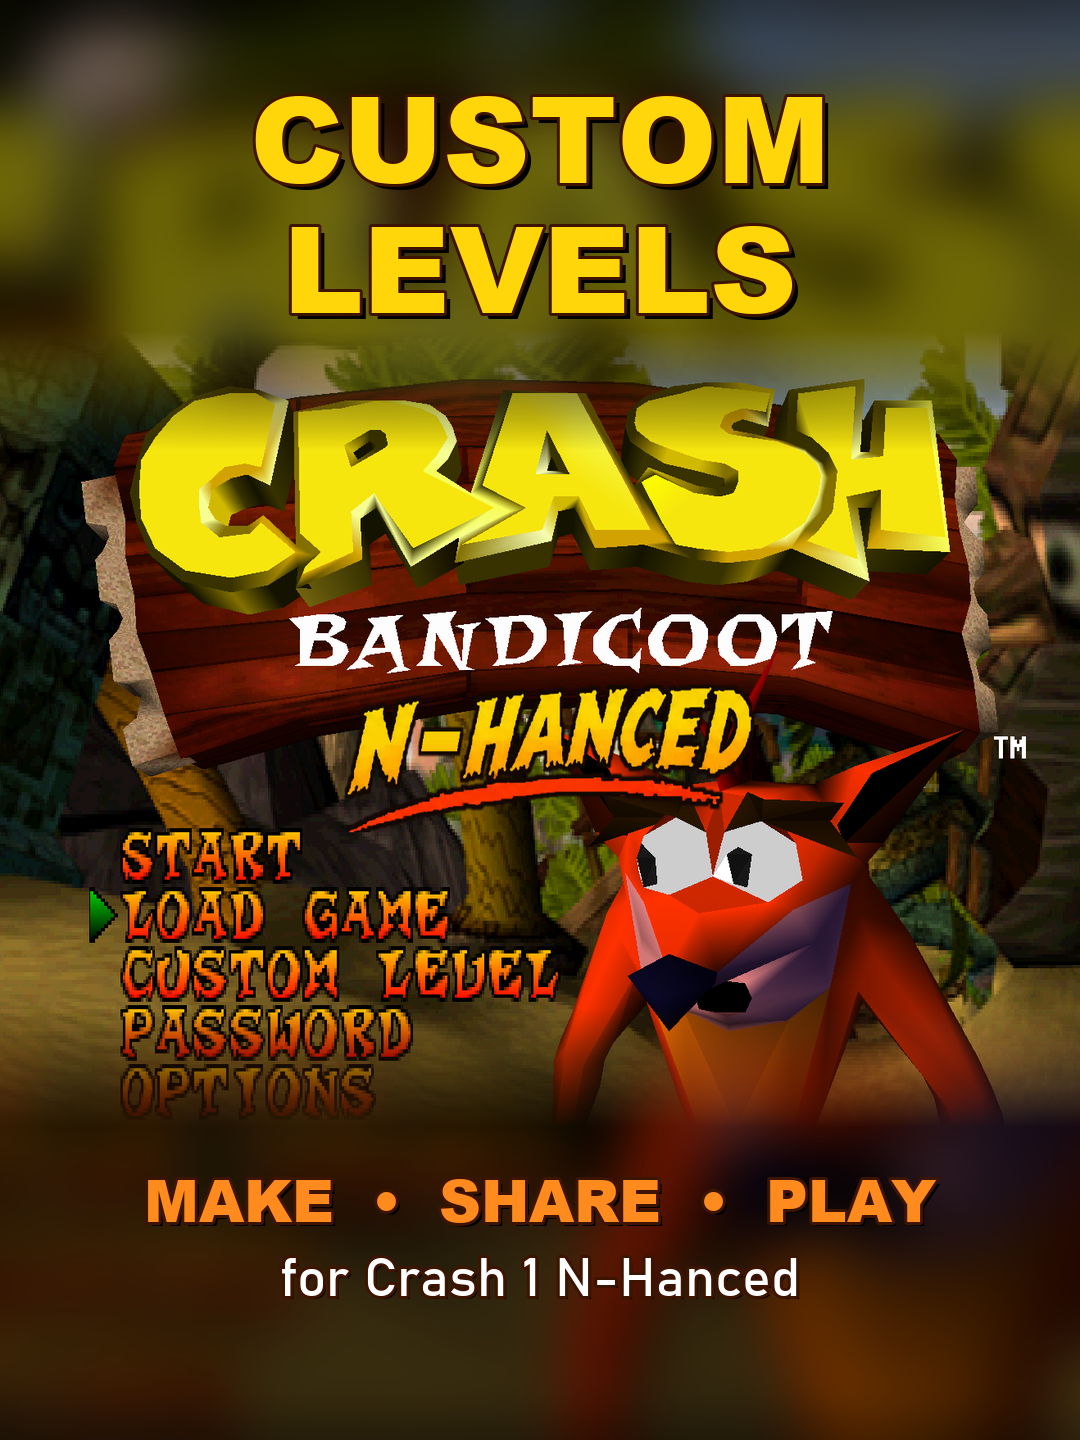 CUSTOM
LEVELS
CRASH
BANDICOOT
N-HANCED
TM
START
LOAD GAME
CUSTOM LEVEL
PASSWORD
OPTIONS
MAKE • SHARE • PLAY
for Crash 1 N-Hanced